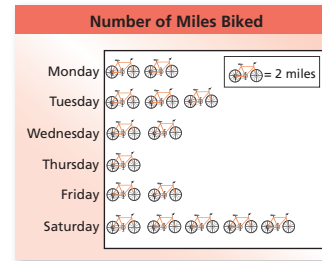 Number of Miles Biked
Monday
= 2 miles
Tuesday
Wednesday
Thursday
Friday
Saturday